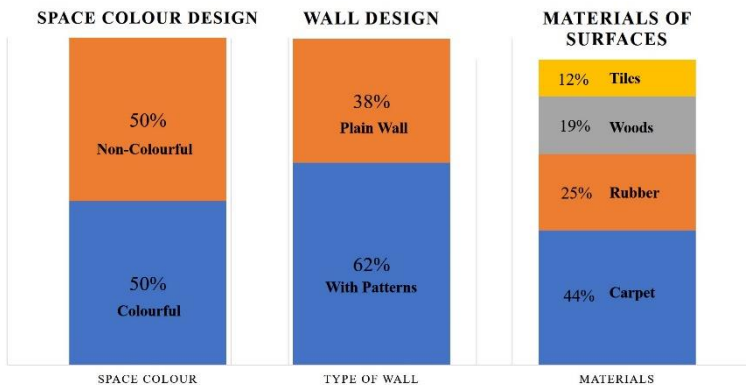 SPACE COLOUR DESIGN
50%
Non-Colourful
50%
Colourful
SPACE COLOUR
WALL DESIGN
38%
Plain Wall
62%
With Patterns
TYPE OF WALL
MATERIALS OF
SURFACES
12% Tiles
19% Woods
25% Rubber
44% Carpet
MATERIALS